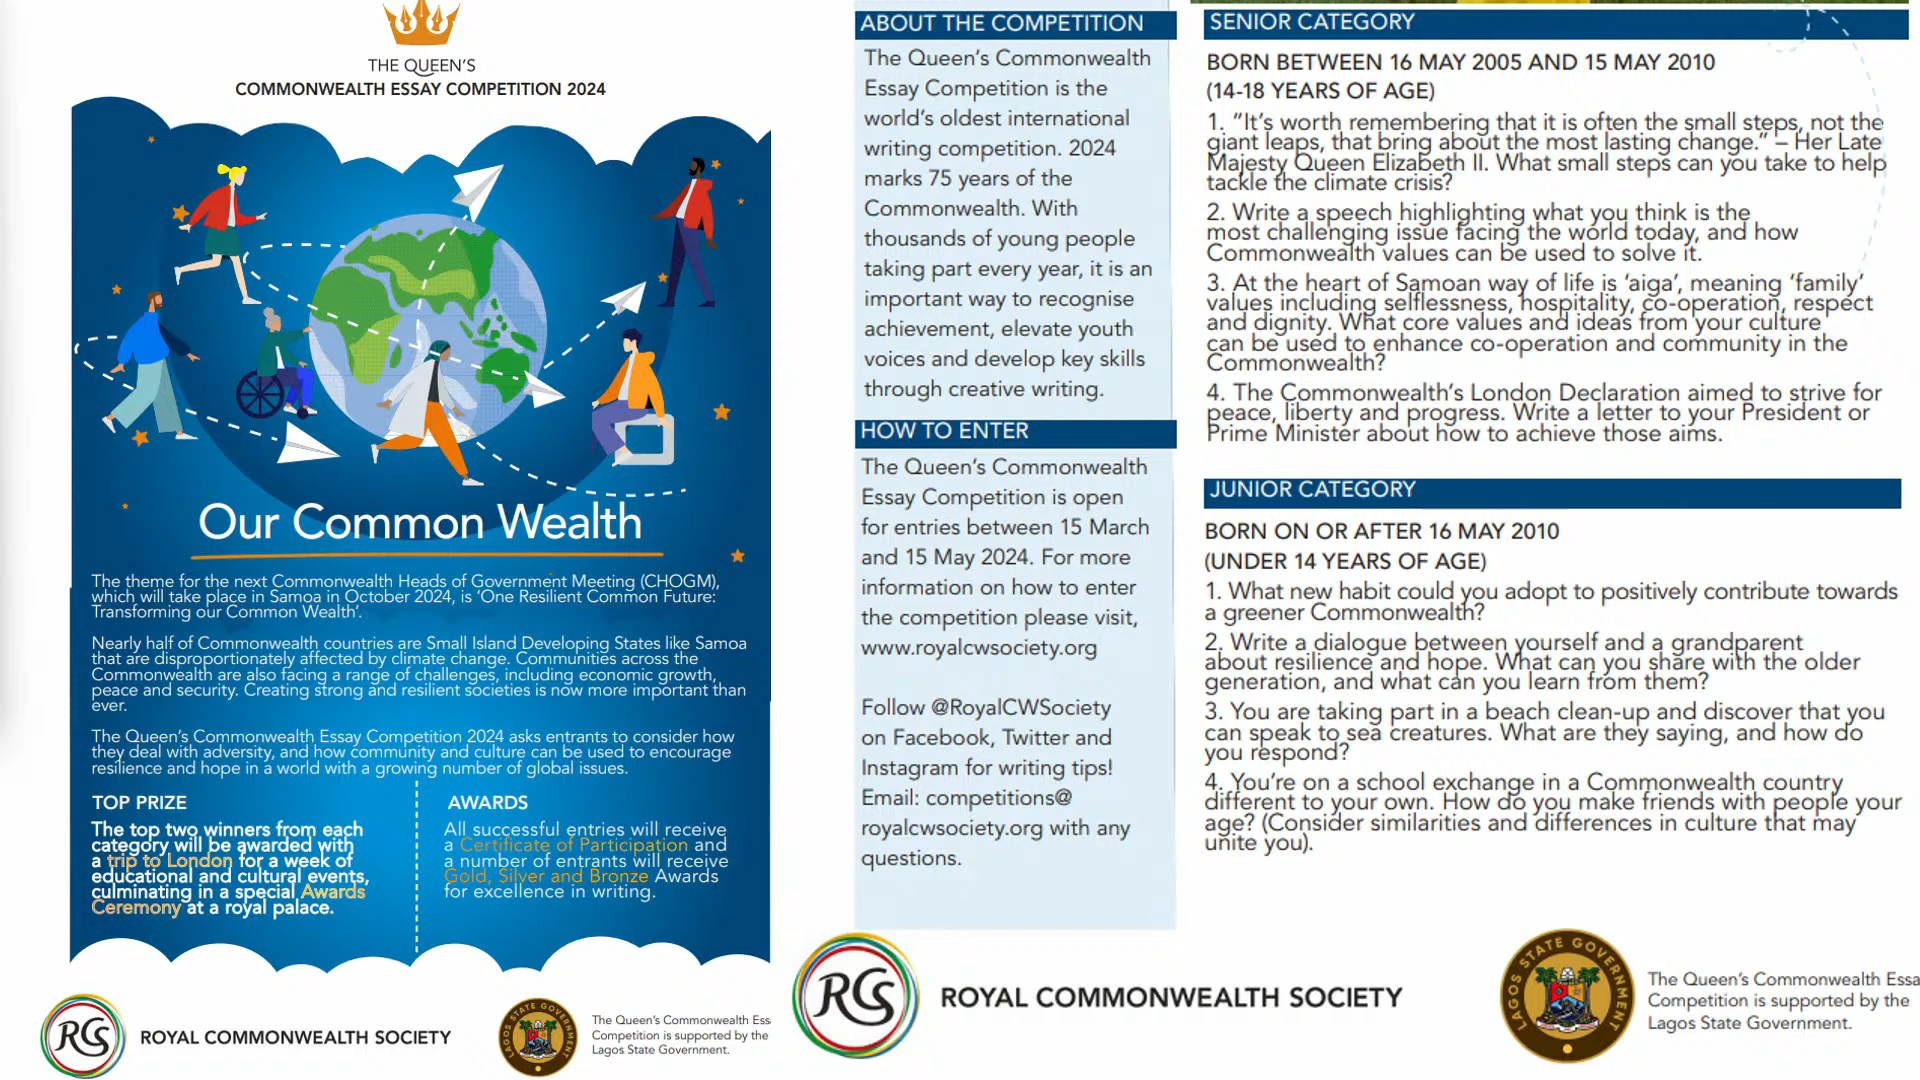 THE QUEEN'S
COMMONWEALTH ESSAY COMPETITION 2024
Our Common Wealth
The theme for the next Commonwealth Heads of Government Meeting (CHOGM),
which will take place in Samoa in October 2024, is ‘One Resilient Common Future:
Transforming our Common Wealth’.
Nearly half of Commonwealth countries are Small Island Developing States like Samoa
that are disproportionately affected by climate change. Communities across the
Commonwealth are also facing a range of challenges, including economic growth,
peace and security. Creating strong and resilient societies is now more important than
ever.
The Queen’s Commonwealth Essay Competition 2024 asks entrants to consider how
they deal with adversity, and how community and culture can be used to encourage
resilience and hope in a world with a growing number of global issues.
TOP PRIZE
The top two winners from each
category will be awarded with
a trip to London for a week of
educational and cultural events,
culminating in a special Awards
Ceremony at a royal palace.
AWARDS
All successful entries will receive
a Certificate of Participation and
a number of entrants will receive
Gold, Silver and Bronze Awards
for excellence in writing.
RCS
ROYAL COMMONWEALTH SOCIETY
LAGOS STATE GOVERNMENT
The Queen’s Commonwealth Ess
Competition is supported by the
Lagos State Government.
ABOUT THE COMPETITION
The Queen’s Commonwealth
Essay Competition is the
world’s oldest international
writing competition. 2024
marks 75 years of the
Commonwealth. With
thousands of young people
taking part every year, it is an
important way to recognise
achievement, elevate youth
voices and develop key skills
through creative writing.
HOW TO ENTER
The Queen’s Commonwealth
Essay Competition is open
for entries between 15 March
and 15 May 2024. For more
information on how to enter
the competition please visit,
www.royalcwsociety.org
Follow @RoyalCWSociety
on Facebook, Twitter and
Instagram for writing tips!
Email: competitions@
royalcwsociety.org with any
questions.
SENIOR CATEGORY
BORN BETWEEN 16 MAY 2005 AND 15 MAY 2010
(14-18 YEARS OF AGE)
1. “It’s worth remembering that it is often the small steps, not the
giant leaps, that bring about the most lasting change.” – Her Late
Majesty Queen Elizabeth II. What small steps can you take to help
tackle the climate crisis?
2. Write a speech highlighting what you think is the
most challenging issue facing the world today, and how
Commonwealth values can be used to solve it.
3. At the heart of Samoan way of life is ‘aiga’, meaning ‘family’
values including selflessness, hospitality, co-operation, respect
and dignity. What core values and ideas from your culture
can be used to enhance co-operation and community in the
Commonwealth?
4. The Commonwealth’s London Declaration aimed to strive for
peace, liberty and progress. Write a letter to your President or
Prime Minister about how to achieve those aims.
JUNIOR CATEGORY
BORN ON OR AFTER 16 MAY 2010
(UNDER 14 YEARS OF AGE)
1. What new habit could you adopt to positively contribute towards
a greener Commonwealth?
2. Write a dialogue between yourself and a grandparent
about resilience and hope. What can you share with the older
generation, and what can you learn from them?
3. You are taking part in a beach clean-up and discover that you
can speak to sea creatures. What are they saying, and how do
you respond?
4. You’re on a school exchange in a Commonwealth country
different to your own. How do you make friends with people your
age? (Consider similarities and differences in culture that may
unite you).
RCS
ROYAL COMMONWEALTH SOCIETY
LAGOS STATE GOVERNMENT
The Queen’s Commonwealth Essa
Competition is supported by the
Lagos State Government.